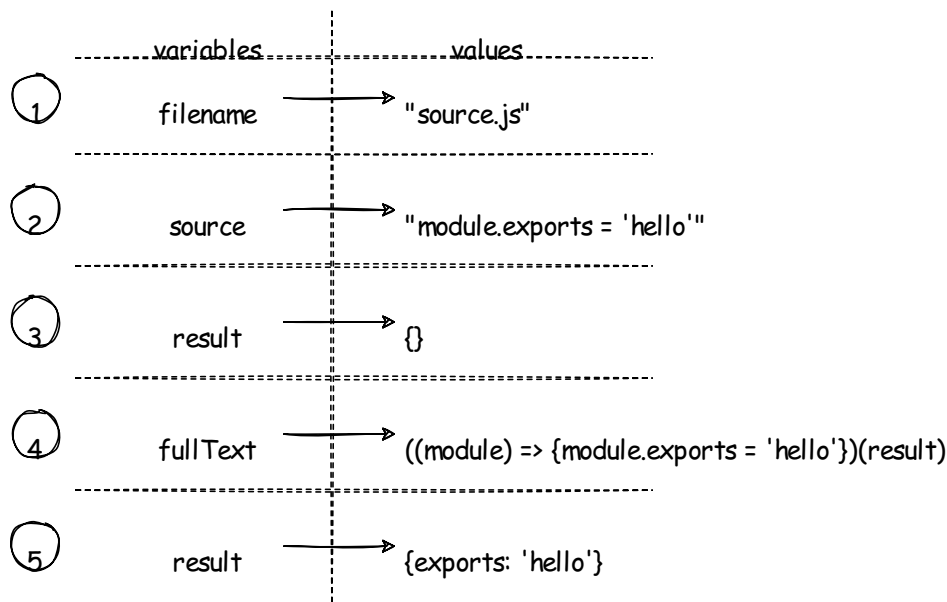 variables values
1 filename "source.js"
2 source "module.exports = 'hello'"
3 result {}
4 fullText ((module) => {module.exports = 'hello'})(result)
5 result {exports: 'hello'}